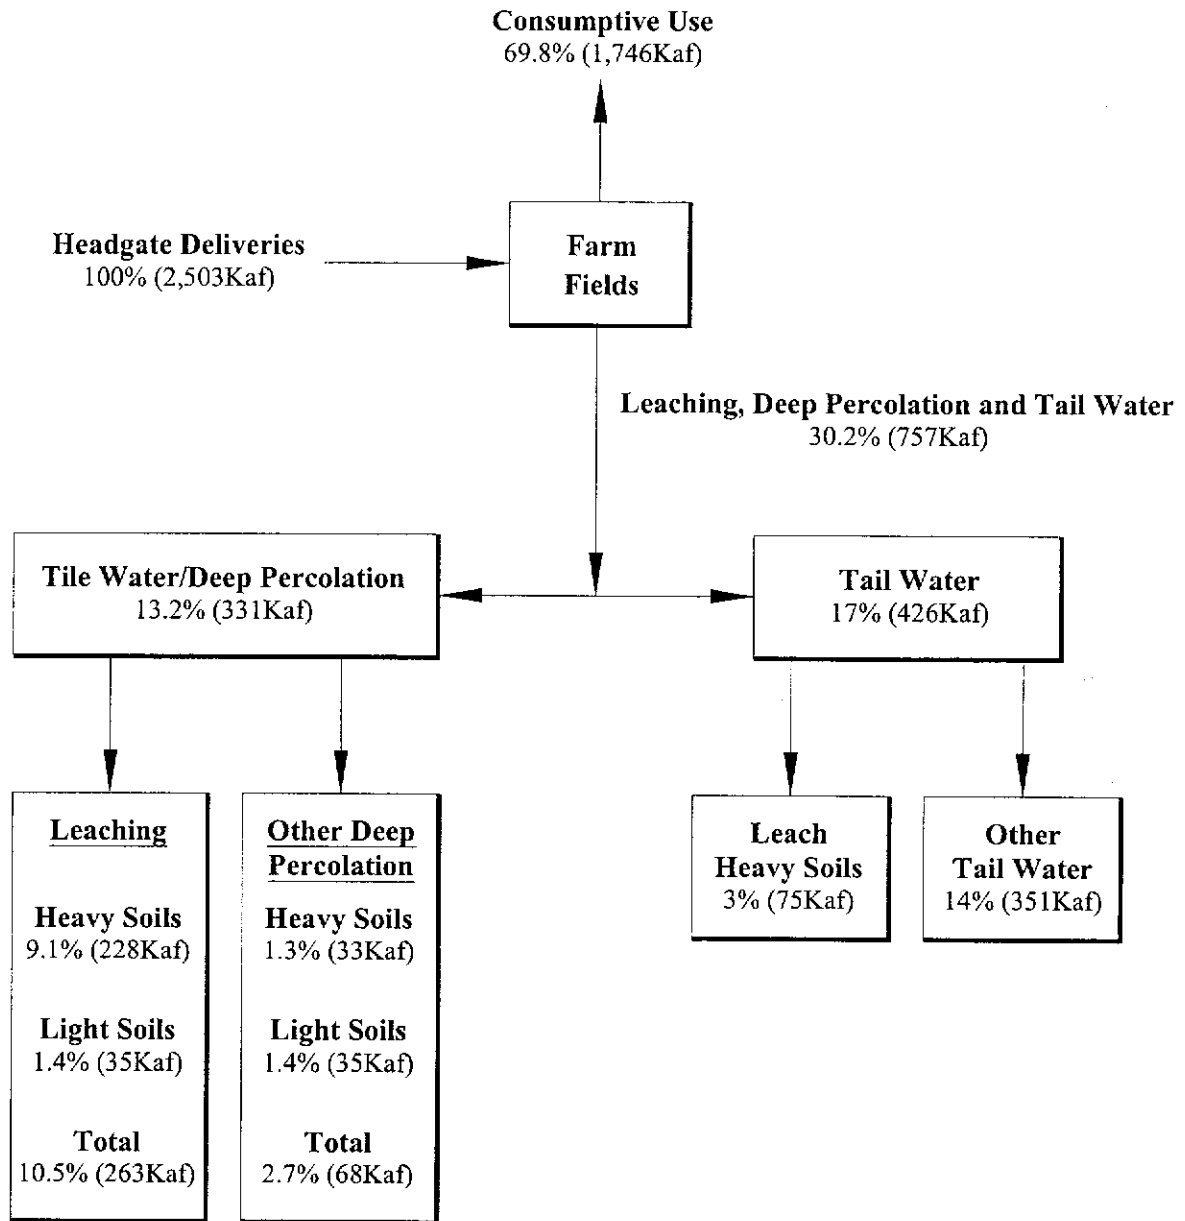 Consumptive Use
69.8% (1,746Kaf)
Headgate Deliveries
100% (2,503Kaf)
Farm
Fields
Leaching, Deep Percolation and Tail Water
30.2% (757Kaf)
Tile Water/Deep Percolation
13.2% (331Kaf)
Tail Water
17% (426Kaf)
Leaching
Heavy Soils
9.1% (228Kaf)
Light Soils
1.4% (35Kaf)
Total
10.5% (263Kaf)
Other Deep
Percolation
Heavy Soils
1.3% (33Kaf)
Light Soils
1.4% (35Kaf)
Total
2.7% (68Kaf)
Leach
Heavy Soils
3% (75Kaf)
Other
Tail Water
14% (351Kaf)